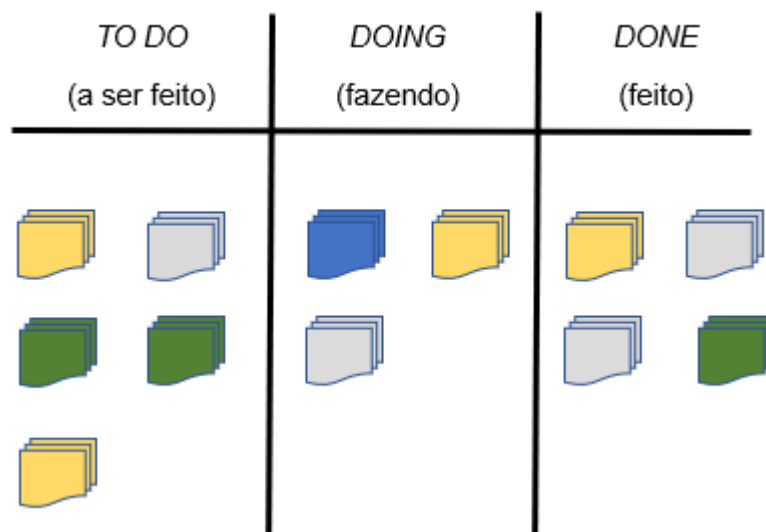 TO DO
(a ser feito)
DOING
(fazendo)
DONE
(feito)